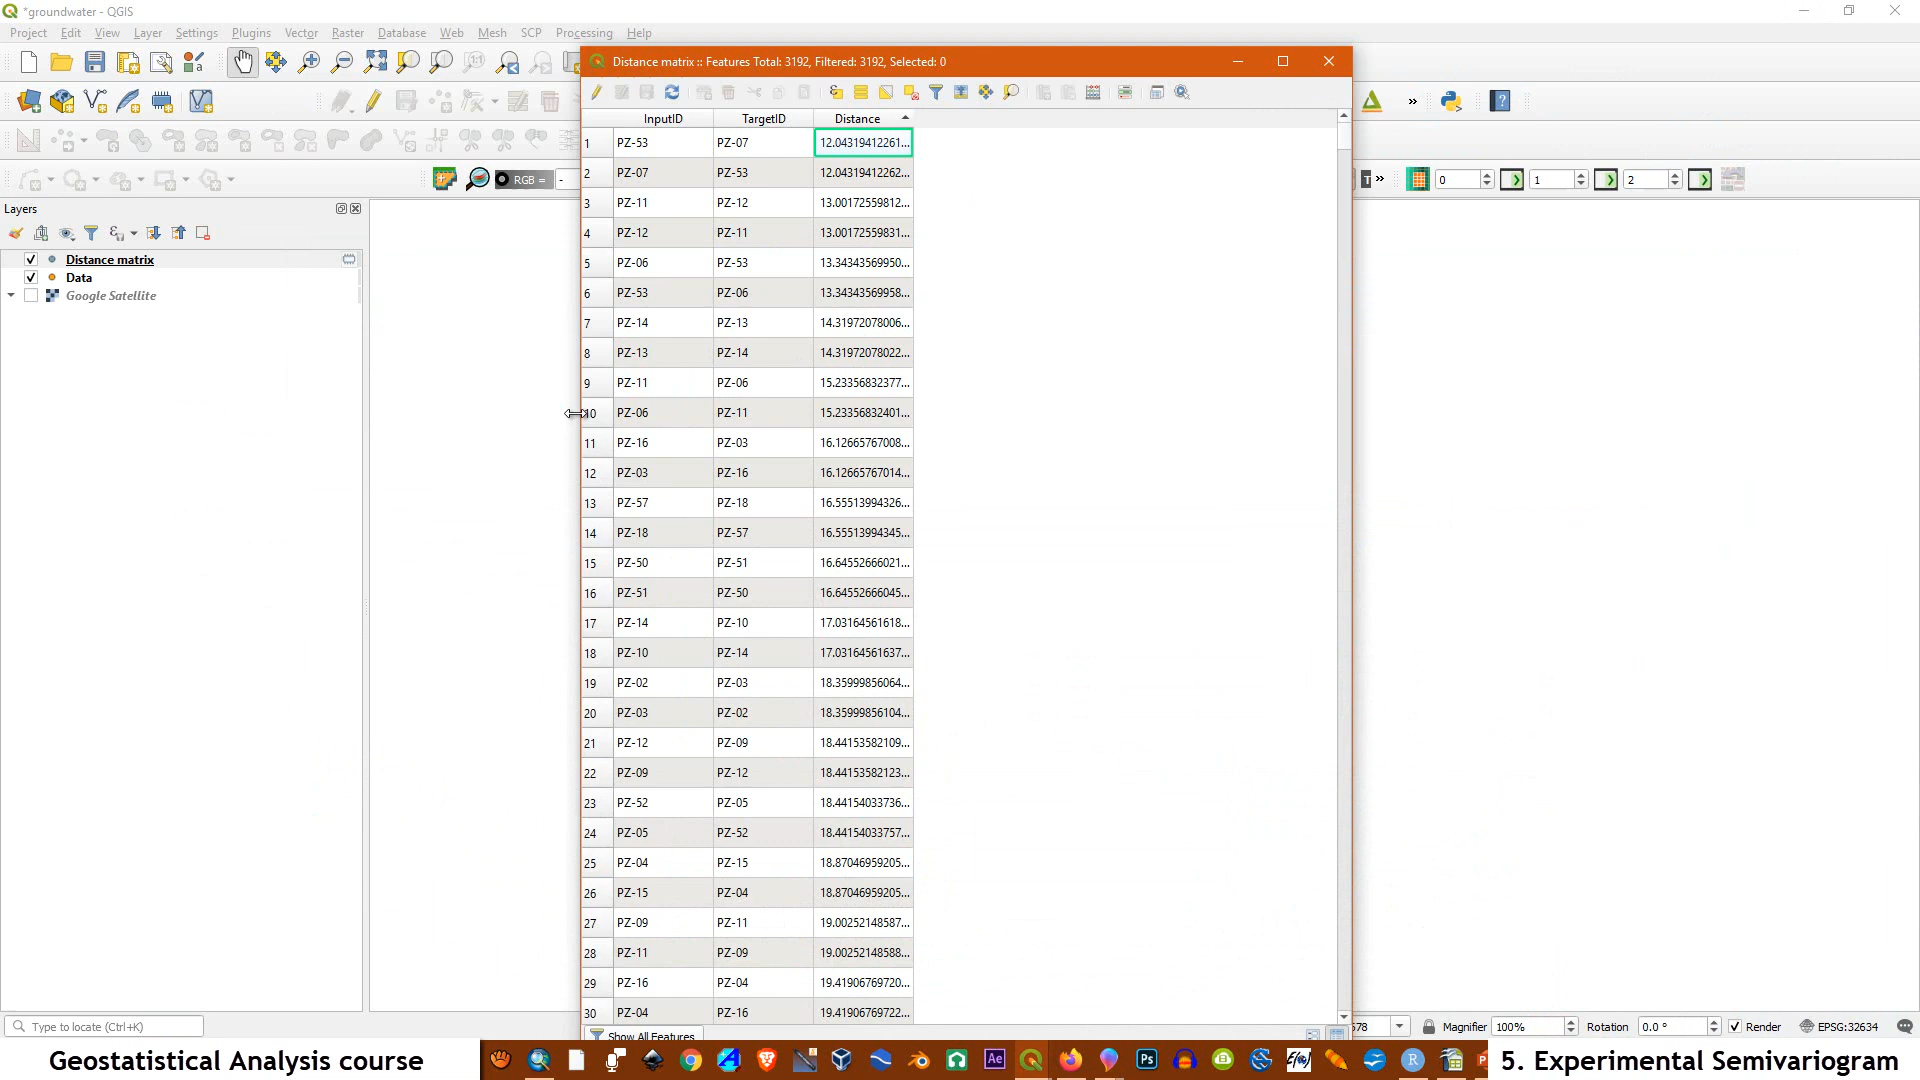 *groundwater - QGIS
Project Edit View Layer Settings Plugins Vector Raster Database Web Mesh SCP Processing Help
Distance matrix :: Features Total: 3192, Filtered: 3192, Selected: 0
RGB = -
0 1 2
Layers
Distance matrix
Data
Google Satellite
InputID TargetID Distance
1 PZ-53 PZ-07 12.04319412261...
2 PZ-07 PZ-53 12.04319412262...
3 PZ-11 PZ-12 13.00172559812...
4 PZ-12 PZ-11 13.00172559831...
5 PZ-06 PZ-53 13.34343569950...
6 PZ-53 PZ-06 13.34343569958...
7 PZ-14 PZ-13 14.31972078006...
8 PZ-13 PZ-14 14.31972078022...
9 PZ-11 PZ-06 15.23356832377...
10 PZ-06 PZ-11 15.23356832401...
11 PZ-16 PZ-03 16.12665767008...
12 PZ-03 PZ-16 16.12665767014...
13 PZ-57 PZ-18 16.55513994326...
14 PZ-18 PZ-57 16.55513994345...
15 PZ-50 PZ-51 16.64552666021...
16 PZ-51 PZ-50 16.64552666045...
17 PZ-14 PZ-10 17.03164561618...
18 PZ-10 PZ-14 17.03164561637...
19 PZ-02 PZ-03 18.35999856064...
20 PZ-03 PZ-02 18.35999856104...
21 PZ-12 PZ-09 18.44153582109...
22 PZ-09 PZ-12 18.44153582123...
23 PZ-52 PZ-05 18.44154033736...
24 PZ-05 PZ-52 18.44154033757...
25 PZ-04 PZ-15 18.87046959205...
26 PZ-15 PZ-04 18.87046959205...
27 PZ-09 PZ-11 19.00252148587...
28 PZ-11 PZ-09 19.00252148588...
29 PZ-16 PZ-04 19.41906769720...
30 PZ-04 PZ-16 19.41906769722...
Show All Features
Type to locate (Ctrl+K)
Magnifier 100% Rotation 0.0 ° Render EPSG:32634
Geostatistical Analysis course
Ae Ps R
5. Experimental Semivariogram